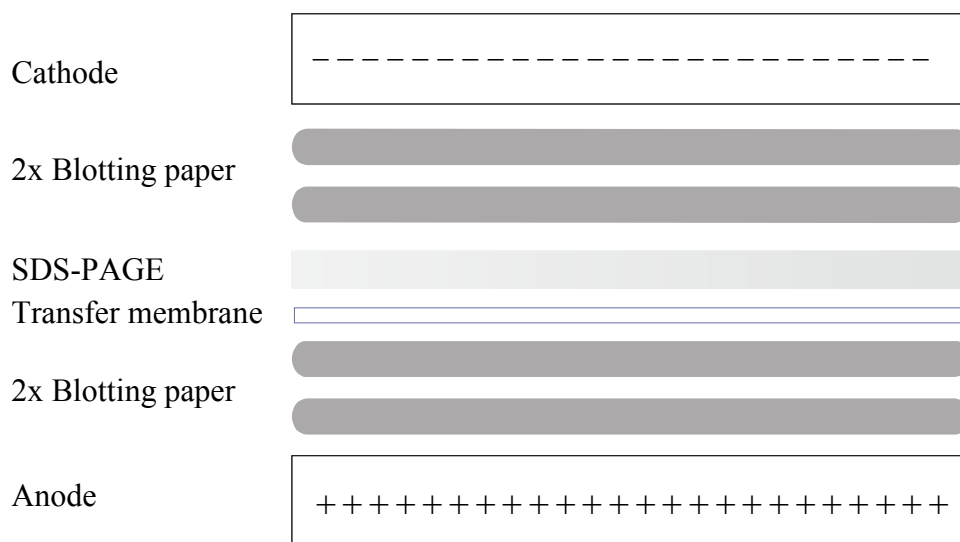 Cathode
– – – – – – – – – – – – – – – – – – – – – – – –
2x Blotting paper
SDS-PAGE
Transfer membrane
2x Blotting paper
Anode
+ + + + + + + + + + + + + + + + + + + + + + + +